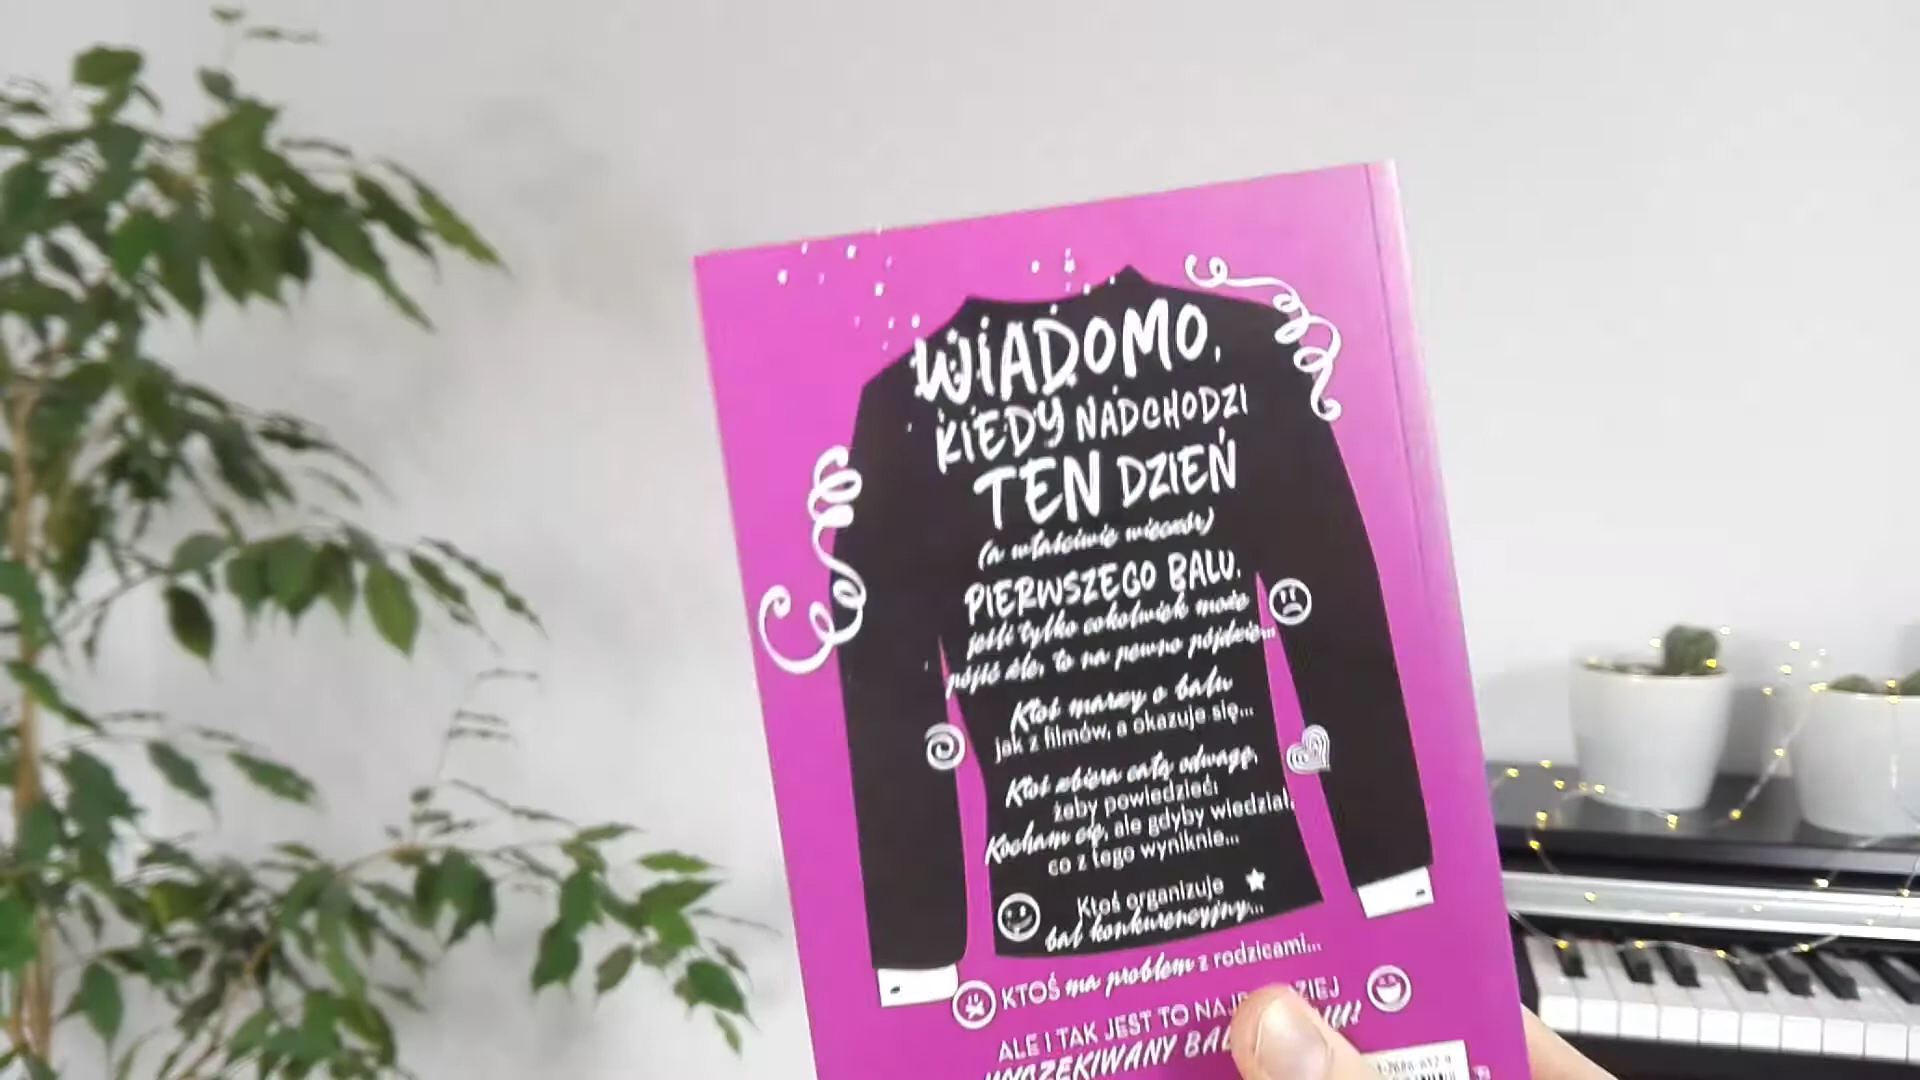 WIADOMO,
KIEDY NADCHODZI
TEN DZIEŃ
(a właściwie wieczór)
PIERWSZEGO BALU,
jeśli tylko cokolwiek może
pójść źle, to na pewno pójdzie...
Ktoś marzy o balu
jak z filmów, a okazuje się...
Ktoś zbiera całą odwagę,
żeby powiedzieć:
Kocham cię, ale gdyby wiedział,
co z tego wyniknie...
Ktoś organizuje
bal konkurencyjny...
KTOŚ ma problem z rodzicami...
ALE I TAK JEST TO